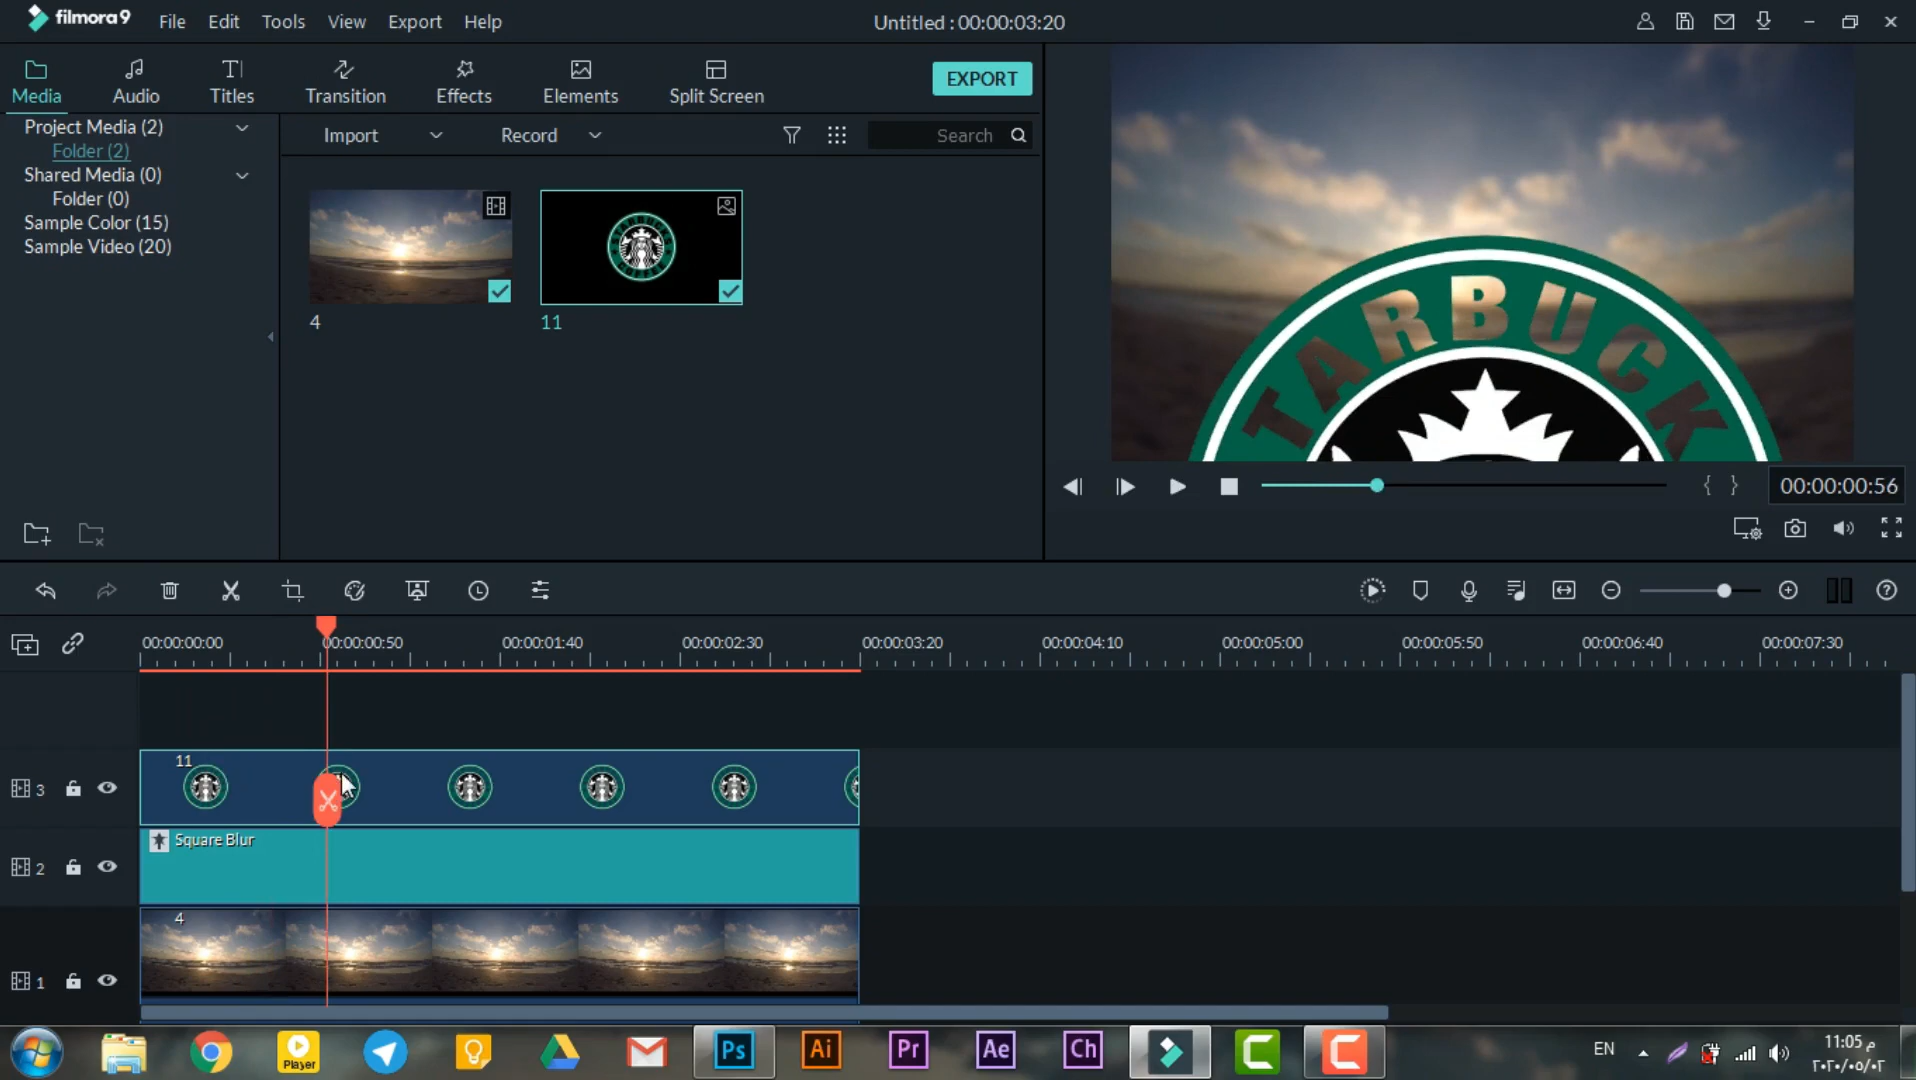 filmora9 File Edit Tools View Export Help Untitled : 00:00:03:20
Media Audio Titles Transition Effects Elements Split Screen EXPORT
Project Media (2) Import Record Search
Folder (2)
Shared Media (0)
Folder (0)
Sample Color (15)
Sample Video (20)
4 11
TARBUCK
{ } 00:00:00:56
00:00:00:00 00:00:00:50 00:00:01:40 00:00:02:30 00:00:03:20 00:00:04:10 00:00:05:00 00:00:05:50 00:00:06:40 00:00:07:30
11
3
Square Blur
2
4
1
Player Ps Ai Pr Ae Ch EN 11:05 م
٢٠٢٠/٠٥/٠٢